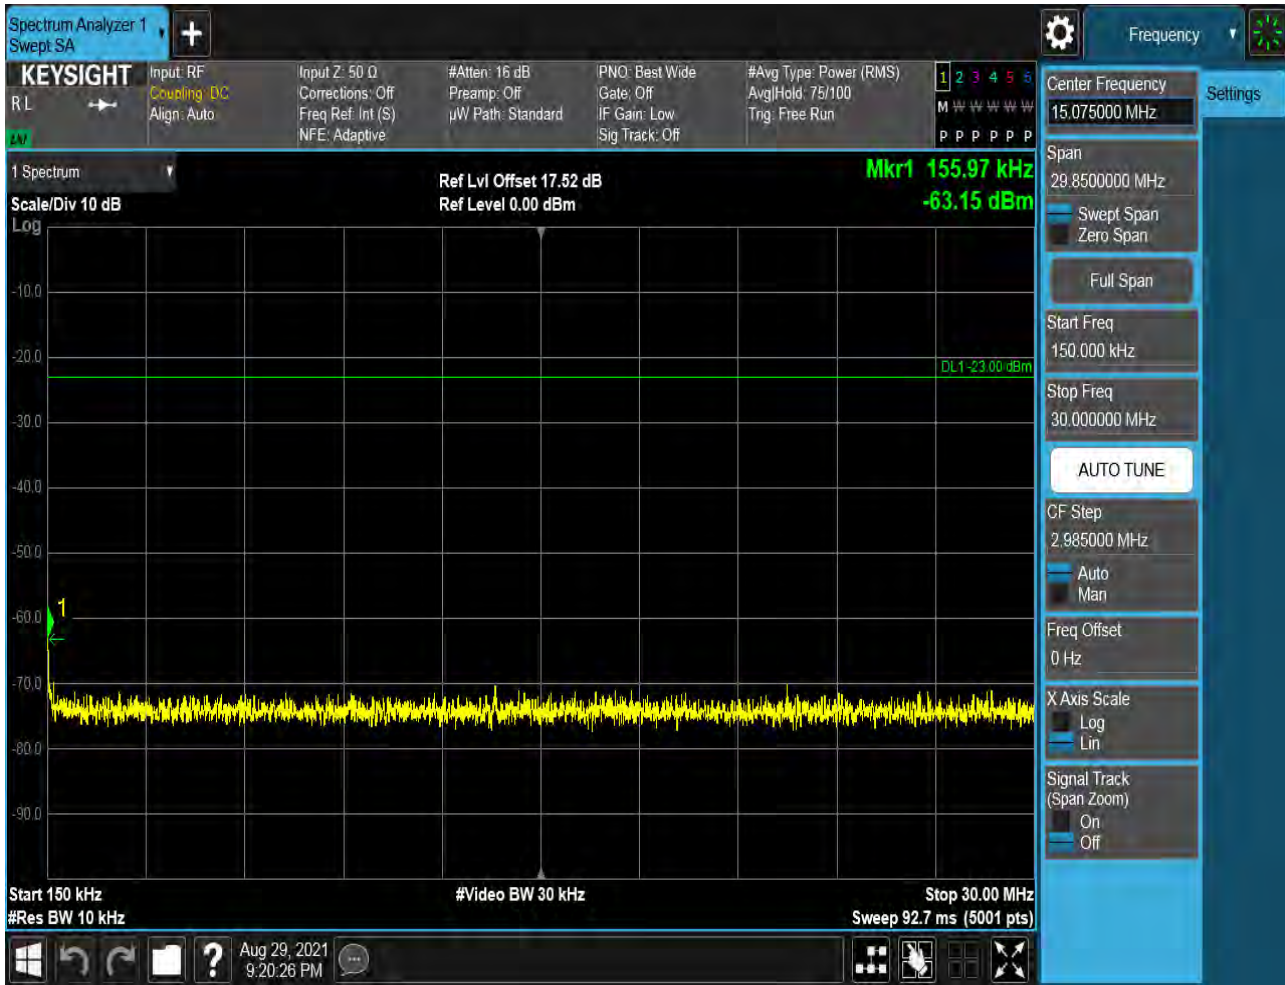 Spectrum Analyzer 1
Swept SA
Frequency
KEYSIGHT
R L
LNI
Input: RF
Coupling: DC
Align: Auto
Input Z: 50 Ω
Corrections: Off
Freq Ref: Int (S)
NFE: Adaptive
#Atten: 16 dB
Preamp: Off
µW Path: Standard
PNO: Best Wide
Gate: Off
IF Gain: Low
Sig Track: Off
#Avg Type: Power (RMS)
Avg|Hold: 75/100
Trig: Free Run
1 2 3 4 5 6
M W W W W W
P P P P P P
1 Spectrum
Scale/Div 10 dB
Log
Ref Lvl Offset 17.52 dB
Ref Level 0.00 dBm
Mkr1 155.97 kHz
-63.15 dBm
-10.0
-20.0
DL1 -23.00 dBm
-30.0
-40.0
-50.0
1
-60.0
-70.0
-80.0
-90.0
Start 150 kHz
#Res BW 10 kHz
#Video BW 30 kHz
Stop 30.00 MHz
Sweep 92.7 ms (5001 pts)
?
Aug 29, 2021
9:20:26 PM
Center Frequency
15.075000 MHz
Span
29.8500000 MHz
Swept Span
Zero Span
Full Span
Start Freq
150.000 kHz
Stop Freq
30.000000 MHz
AUTO TUNE
CF Step
2.985000 MHz
Auto
Man
Freq Offset
0 Hz
X Axis Scale
Log
Lin
Signal Track
(Span Zoom)
On
Off
Settings